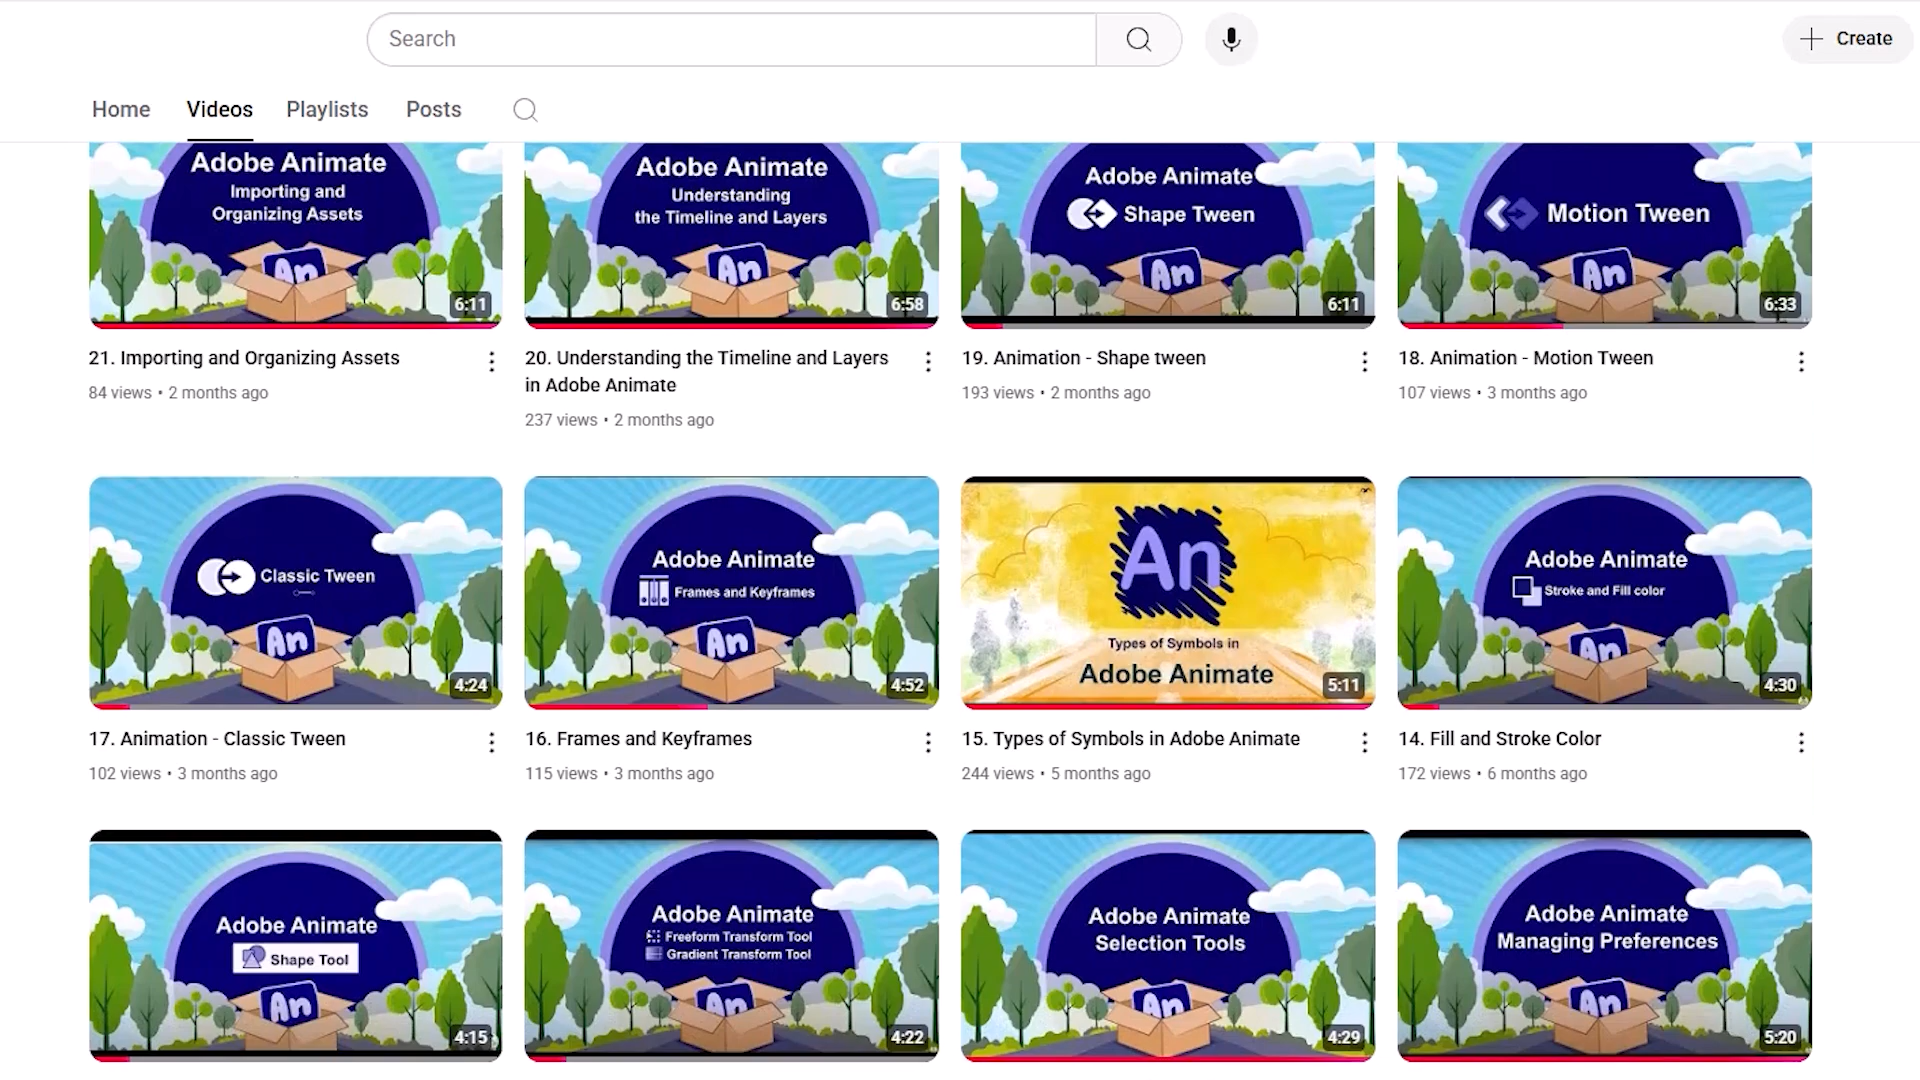 Search
Create
Home Videos Playlists Posts
Adobe Animate
Importing and
Organizing Assets
An
6:11
Adobe Animate
Understanding
the Timeline and Layers
An
6:58
Adobe Animate
Shape Tween
An
6:11
Motion Tween
An
6:33
21. Importing and Organizing Assets
84 views • 2 months ago
20. Understanding the Timeline and Layers
in Adobe Animate
237 views • 2 months ago
19. Animation - Shape tween
193 views • 2 months ago
18. Animation - Motion Tween
107 views • 3 months ago
Classic Tween
An
4:24
Adobe Animate
Frames and Keyframes
An
4:52
An
Types of Symbols in
Adobe Animate
5:11
Adobe Animate
Stroke and Fill color
An
4:30
17. Animation - Classic Tween
102 views • 3 months ago
16. Frames and Keyframes
115 views • 3 months ago
15. Types of Symbols in Adobe Animate
244 views • 5 months ago
14. Fill and Stroke Color
172 views • 6 months ago
Adobe Animate
Shape Tool
An
4:15
Adobe Animate
Freeform Transform Tool
Gradient Transform Tool
An
4:22
Adobe Animate
Selection Tools
An
4:29
Adobe Animate
Managing Preferences
An
5:20